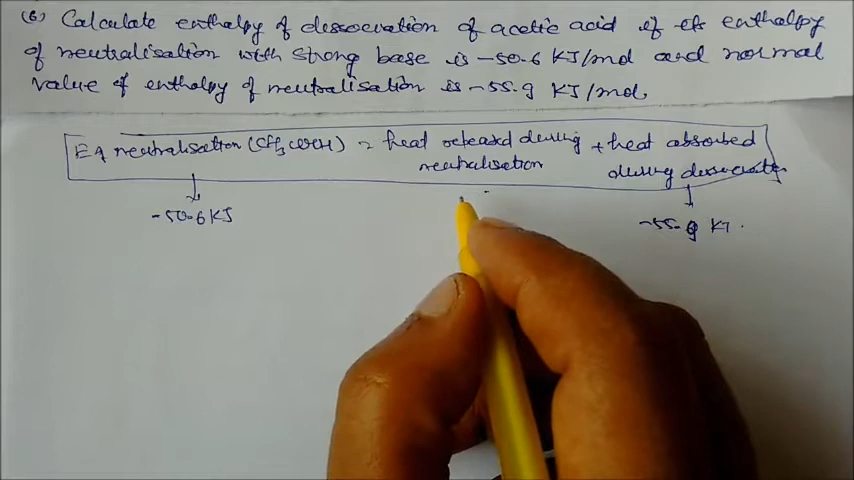 (8) Calculate enthalpy of dissociation of acetic acid if its enthalpy
of neutralisation with strong base is -50.6 KJ/mol and normal
value of enthalpy of neutralisation is -55.9 KJ/mol.
neutralisation (CH3COOH) = heat released during + heat absorbed
neutralisation during dissociation
-50.6 KJ -55.9 KJ.